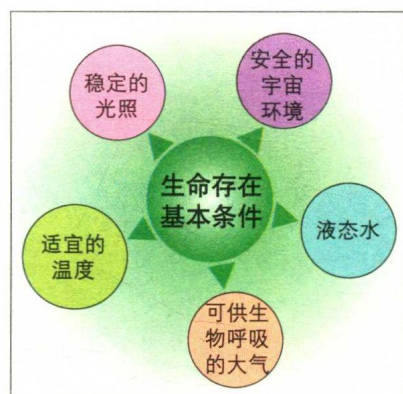 稳定的
光照
安全的
宇宙
环境
生命存在
基本条件
适宜的
温度
液态水
可供生
物呼吸
的大气